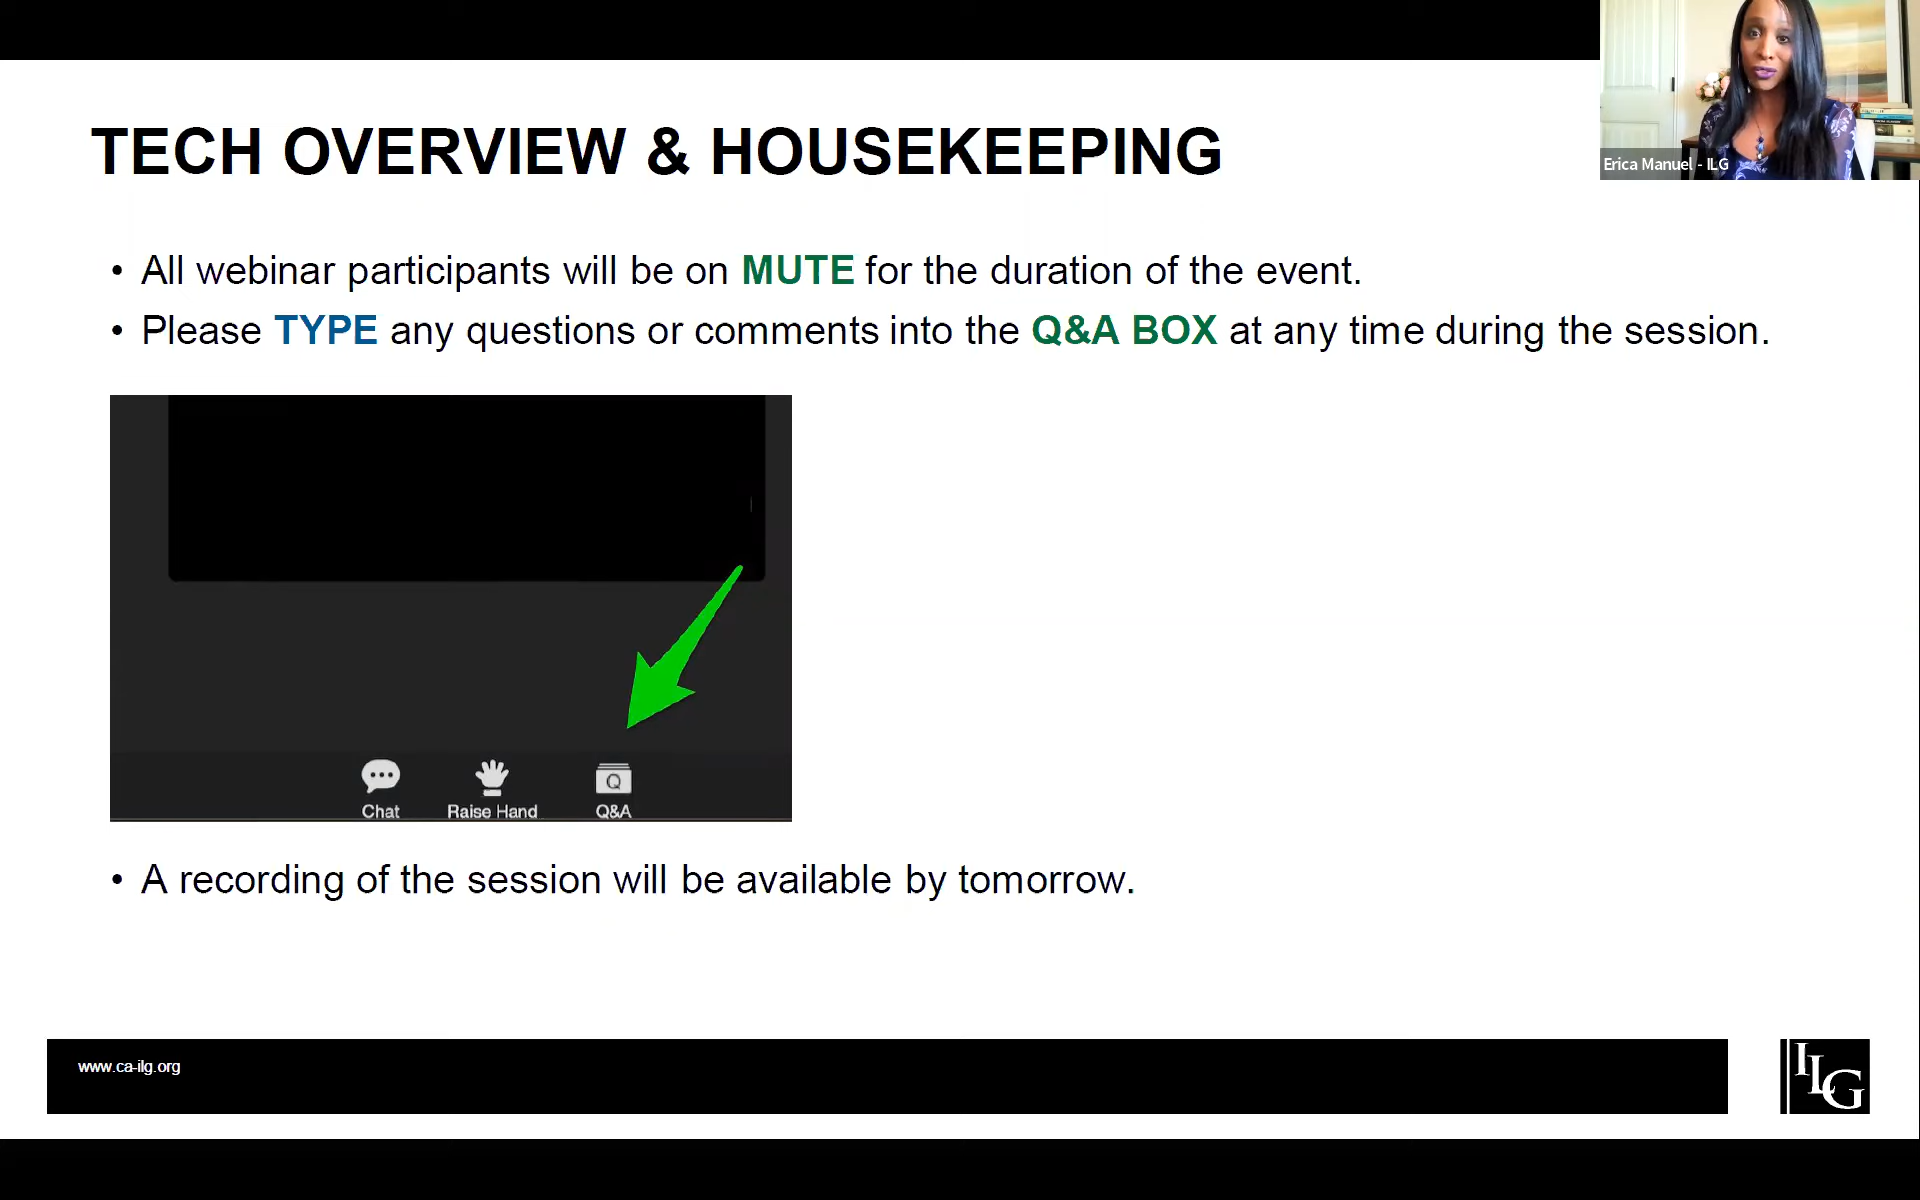 TECH OVERVIEW & HOUSEKEEPING
Erica Manuel - ILG
• All webinar participants will be on MUTE for the duration of the event.
• Please TYPE any questions or comments into the Q&A BOX at any time during the session.
Chat Raise Hand Q&A
• A recording of the session will be available by tomorrow.
www.ca-ilg.org
ILG